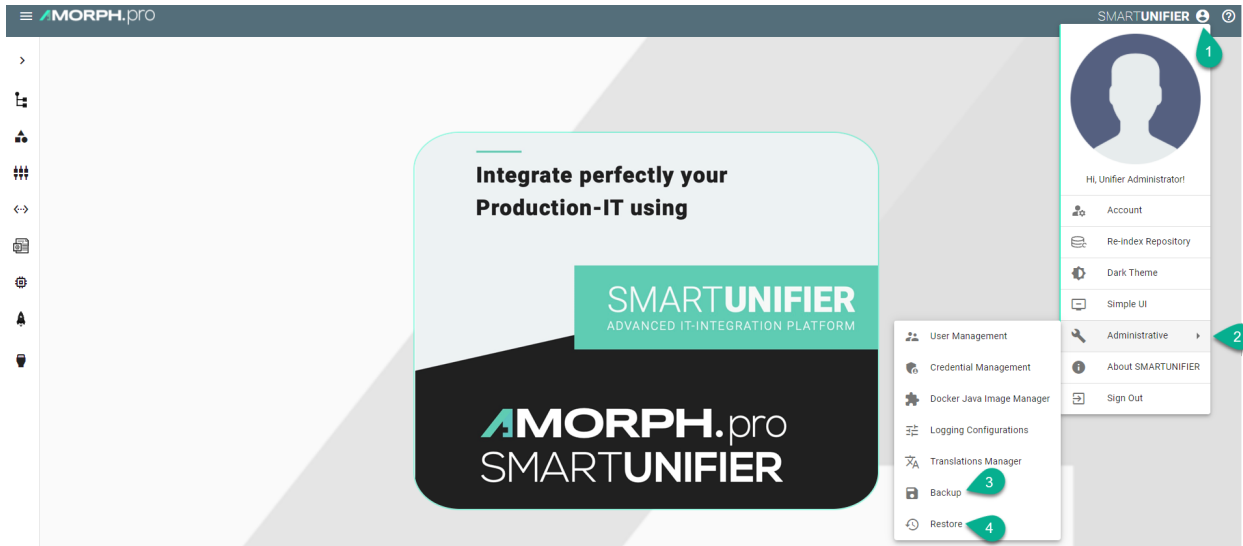 AMORPH.pro
SMARTUNIFIER
1
Integrate perfectly your
Production-IT using
SMARTUNIFIER
ADVANCED IT-INTEGRATION PLATFORM
AMORPH.pro
SMARTUNIFIER
Hi, Unifier Administrator!
Account
Re-index Repository
Dark Theme
Simple UI
Administrative
2
About SMARTUNIFIER
Sign Out
User Management
Credential Management
Docker Java Image Manager
Logging Configurations
Translations Manager
Backup
3
Restore
4